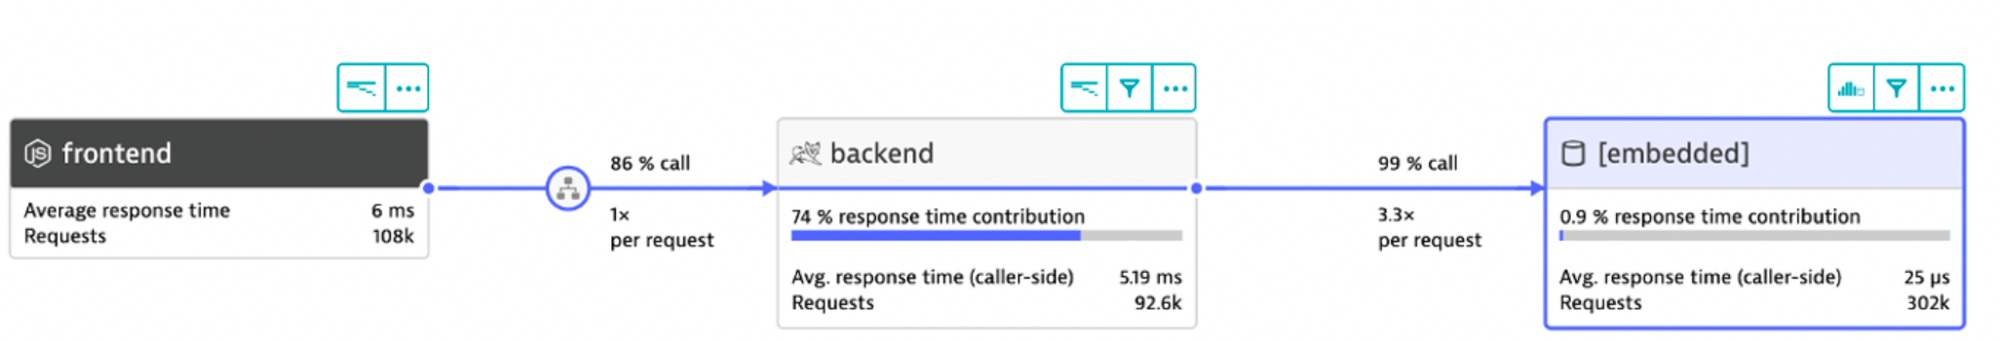 frontend
Average response time 6 ms
Requests 108k
86 % call
1×
per request
backend
74 % response time contribution
Avg. response time (caller-side) 5.19 ms
Requests 92.6k
99 % call
3.3×
per request
[embedded]
0.9 % response time contribution
Avg. response time (caller-side) 25 µs
Requests 302k